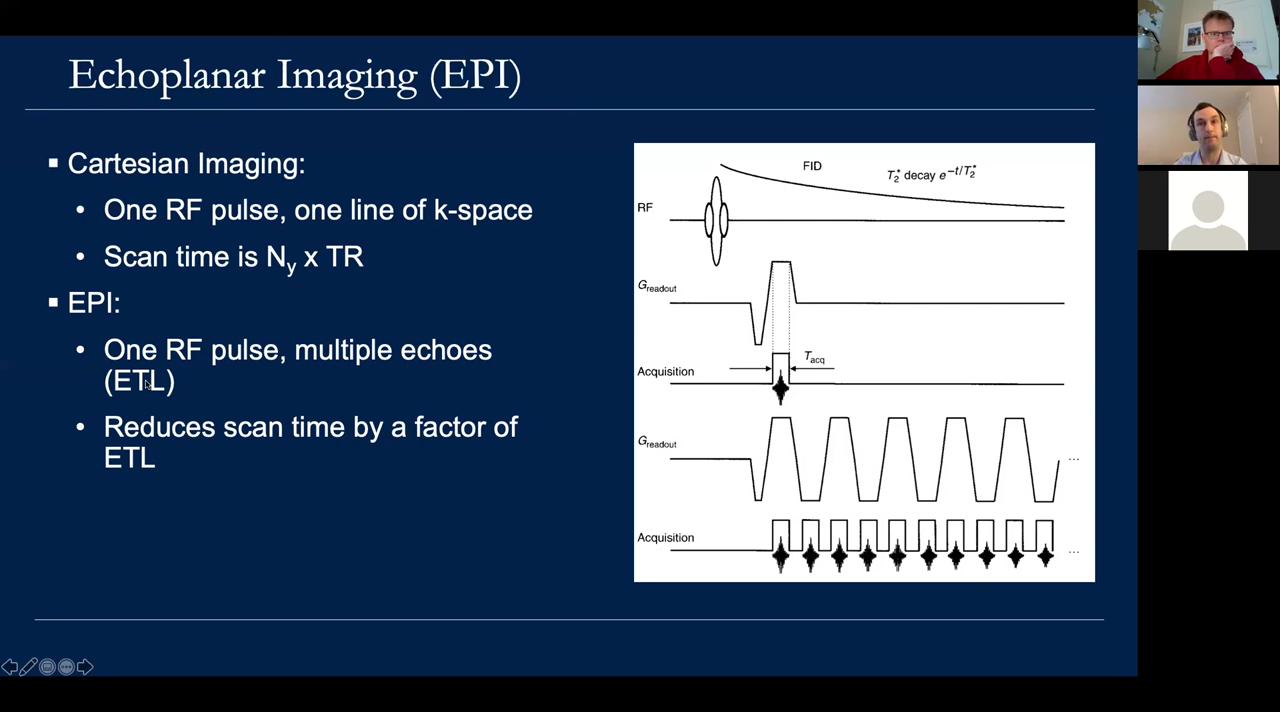 Echoplanar Imaging (EPI)
▪ Cartesian Imaging:
• One RF pulse, one line of k-space
• Scan time is Ny x TR
▪ EPI:
• One RF pulse, multiple echoes
(ETL)
• Reduces scan time by a factor of
ETL
FID
T2* decay e^−t/T2*
RF
Greadout
Tacq
Acquisition
Greadout
...
Acquisition
...